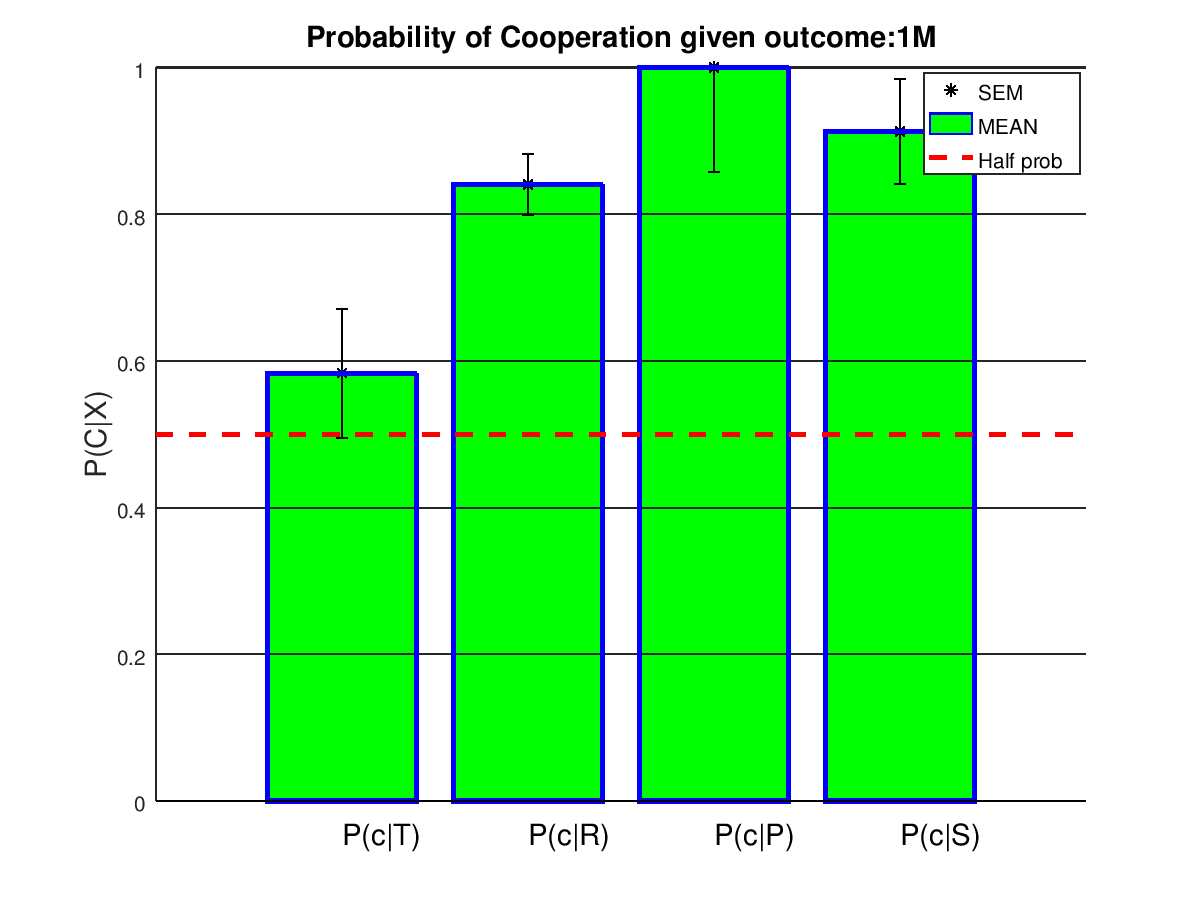 Probability of Cooperation given outcome:1M
1
0.8
0.6
0.4
0.2
0
P(C|X)
SEM
MEAN
Half prob
P(c|T)
P(c|R)
P(c|P)
P(c|S)